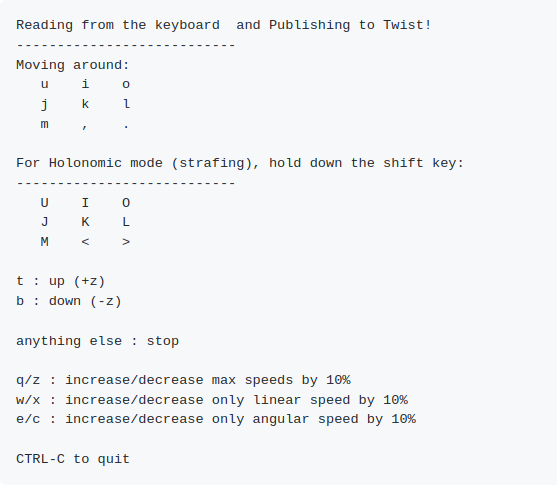 Reading from the keyboard  and Publishing to Twist!
---------------------------
Moving around:
   u    i    o
   j    k    l
   m    ,    .
For Holonomic mode (strafing), hold down the shift key:
---------------------------
   U    I    O
   J    K    L
   M    <    >
t : up (+z)
b : down (-z)
anything else : stop
q/z : increase/decrease max speeds by 10%
w/x : increase/decrease only linear speed by 10%
e/c : increase/decrease only angular speed by 10%
CTRL-C to quit